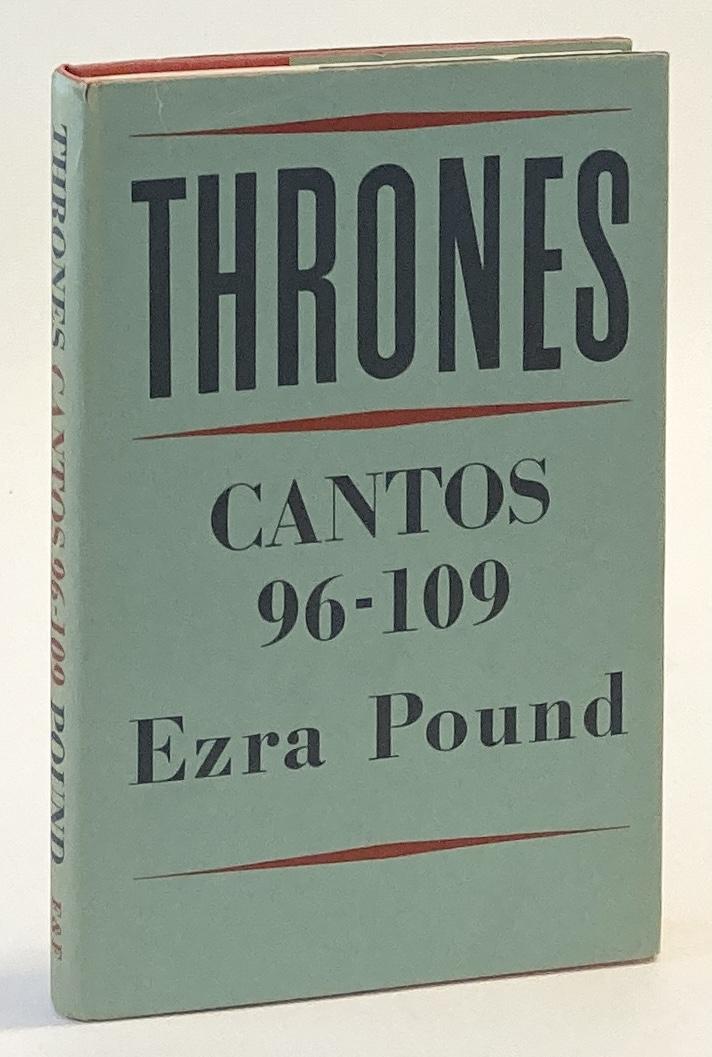 THRONES
CANTOS
96-109
Ezra Pound
THRONES CANTOS 96-109 POUND F&F